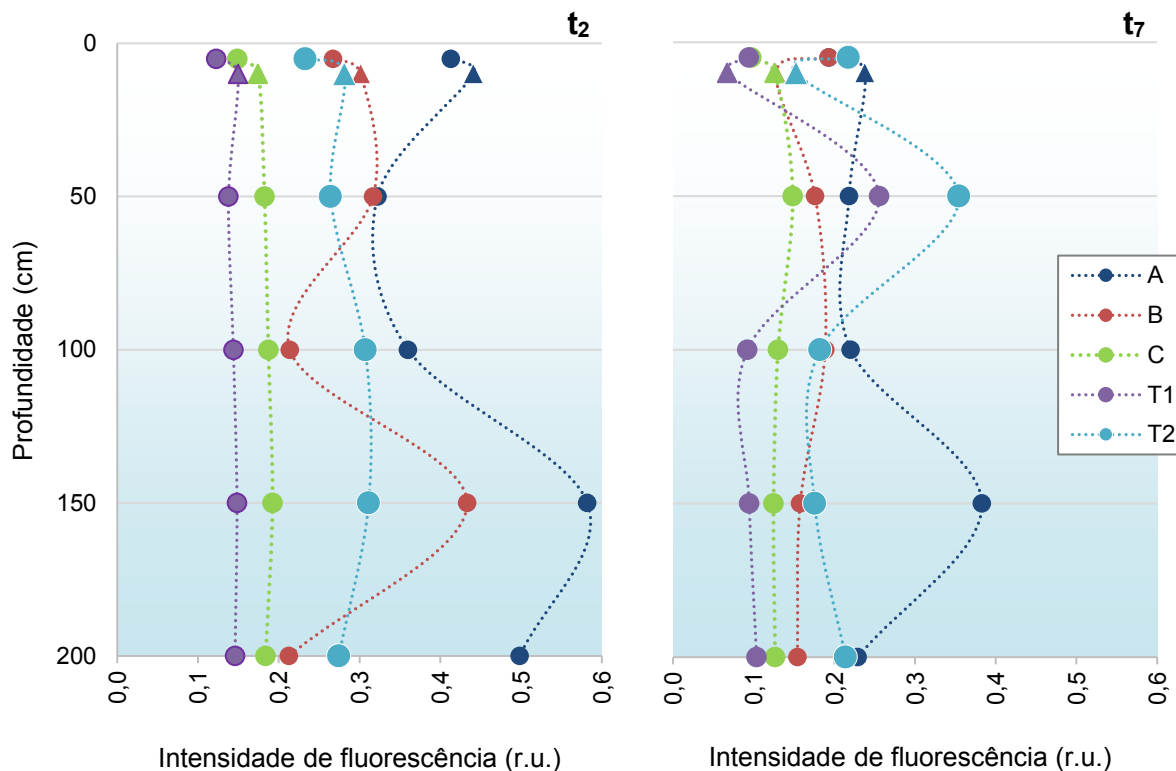 t2
t7
0
50
100
150
200
Profundidade (cm)
0,0
0,1
0,2
0,3
0,4
0,5
0,6
0,0
0,1
0,2
0,3
0,4
0,5
0,6
Intensidade de fluorescência (r.u.)
Intensidade de fluorescência (r.u.)
A
B
C
T1
T2